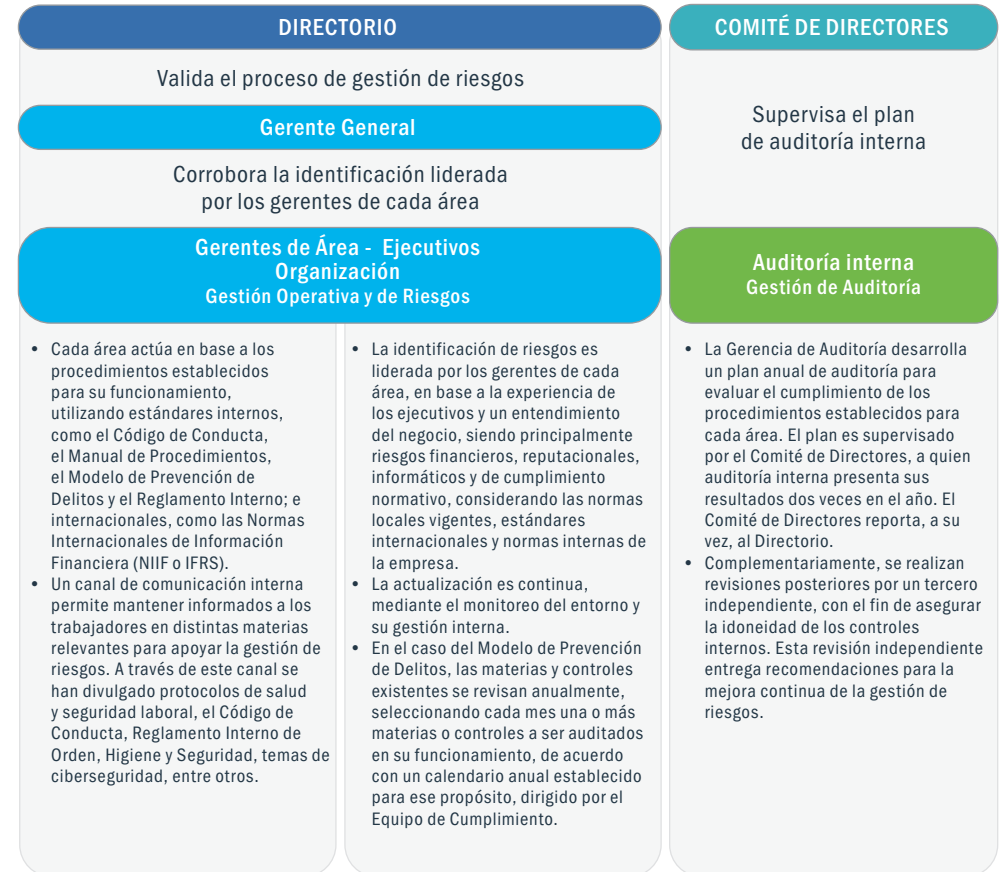 DIRECTORIO
Valida el proceso de gestión de riesgos
Gerente General
Corrobora la identificación liderada
por los gerentes de cada área
Gerentes de Área - Ejecutivos
Organización
Gestión Operativa y de Riesgos
• Cada área actúa en base a los
procedimientos establecidos
para su funcionamiento,
utilizando estándares internos,
como el Código de Conducta,
el Manual de Procedimientos,
el Modelo de Prevención de
Delitos y el Reglamento Interno; e
internacionales, como las Normas
Internacionales de Información
Financiera (NIIF o IFRS).
• Un canal de comunicación interna
permite mantener informados a los
trabajadores en distintas materias
relevantes para apoyar la gestión de
riesgos. A través de este canal se
han divulgado protocolos de salud
y seguridad laboral, el Código de
Conducta, Reglamento Interno de
Orden, Higiene y Seguridad, temas de
ciberseguridad, entre otros.
• La identificación de riesgos es
liderada por los gerentes de cada
área, en base a la experiencia de
los ejecutivos y un entendimiento
del negocio, siendo principalmente
riesgos financieros, reputacionales,
informáticos y de cumplimiento
normativo, considerando las normas
locales vigentes, estándares
internacionales y normas internas de
la empresa.
• La actualización es continua,
mediante el monitoreo del entorno y
su gestión interna.
• En el caso del Modelo de Prevención
de Delitos, las materias y controles
existentes se revisan anualmente,
seleccionando cada mes una o más
materias o controles a ser auditados
en su funcionamiento, de acuerdo
con un calendario anual establecido
para ese propósito, dirigido por el
Equipo de Cumplimiento.
COMITÉ DE DIRECTORES
Supervisa el plan
de auditoría interna
Auditoría interna
Gestión de Auditoría
• La Gerencia de Auditoría desarrolla
un plan anual de auditoría para
evaluar el cumplimiento de los
procedimientos establecidos para
cada área. El plan es supervisado
por el Comité de Directores, a quien
auditoría interna presenta sus
resultados dos veces en el año. El
Comité de Directores reporta, a su
vez, al Directorio.
• Complementariamente, se realizan
revisiones posteriores por un tercero
independiente, con el fin de asegurar
la idoneidad de los controles
internos. Esta revisión independiente
entrega recomendaciones para la
mejora continua de la gestión de
riesgos.